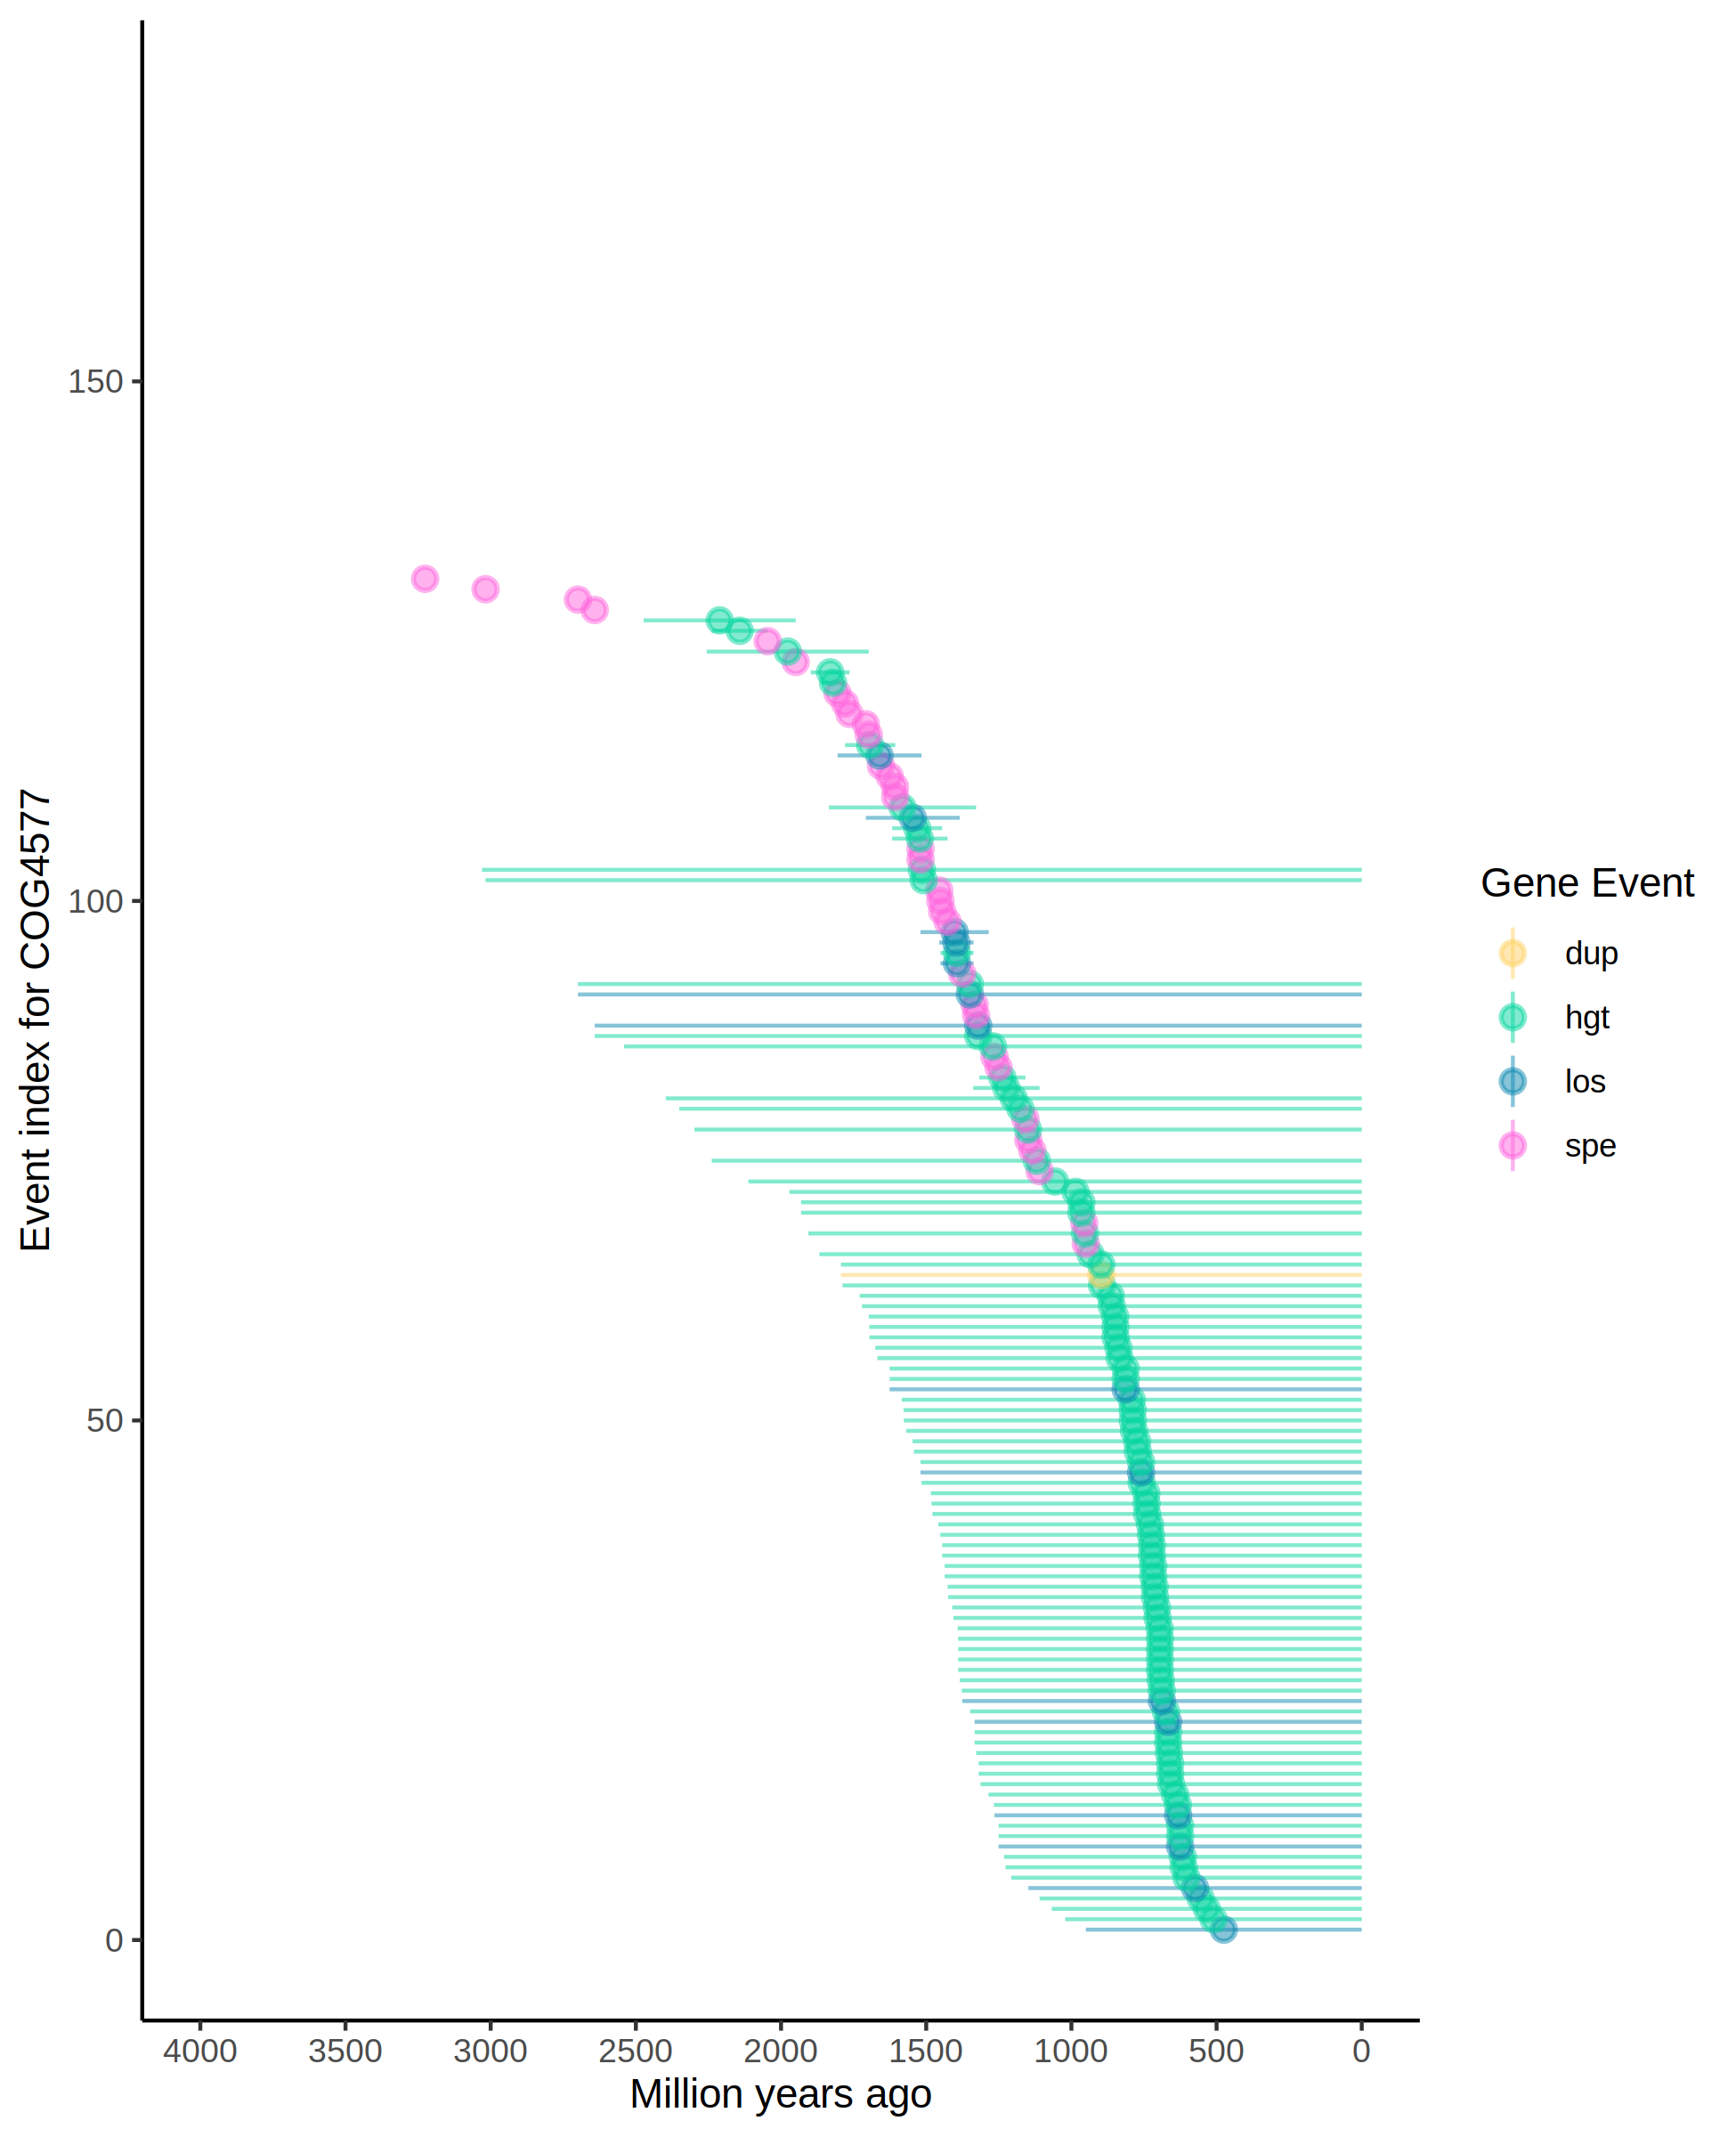 Event index for COG4577
150
100
50
0
4000 3500 3000 2500 2000 1500 1000 500 0
Million years ago
Gene Event
dup
hgt
los
spe